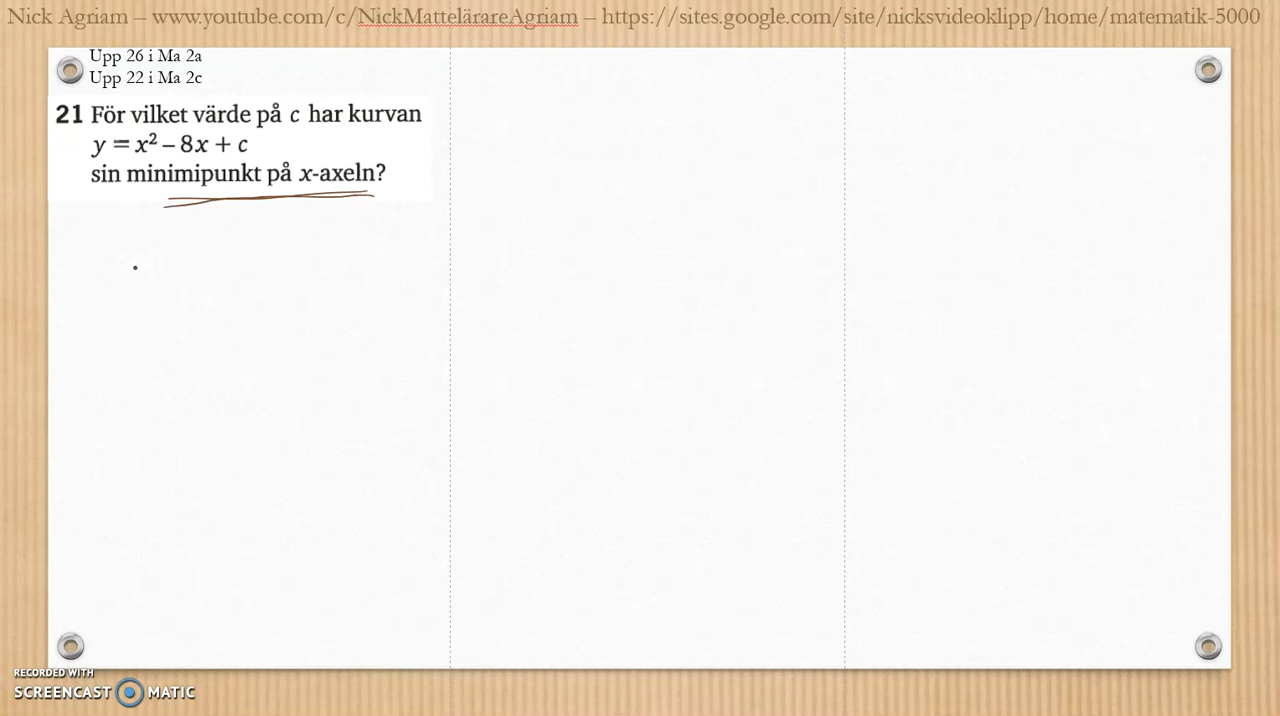 Nick Agriam – www.youtube.com/c/NickMattelärareAgriam – https://sites.google.com/site/nicksvideoklipp/home/matematik-5000
Upp 26 i Ma 2a
Upp 22 i Ma 2c
21 För vilket värde på c har kurvan
y = x² – 8x + c
sin minimipunkt på x-axeln?
RECORDED WITH
SCREENCAST MATIC